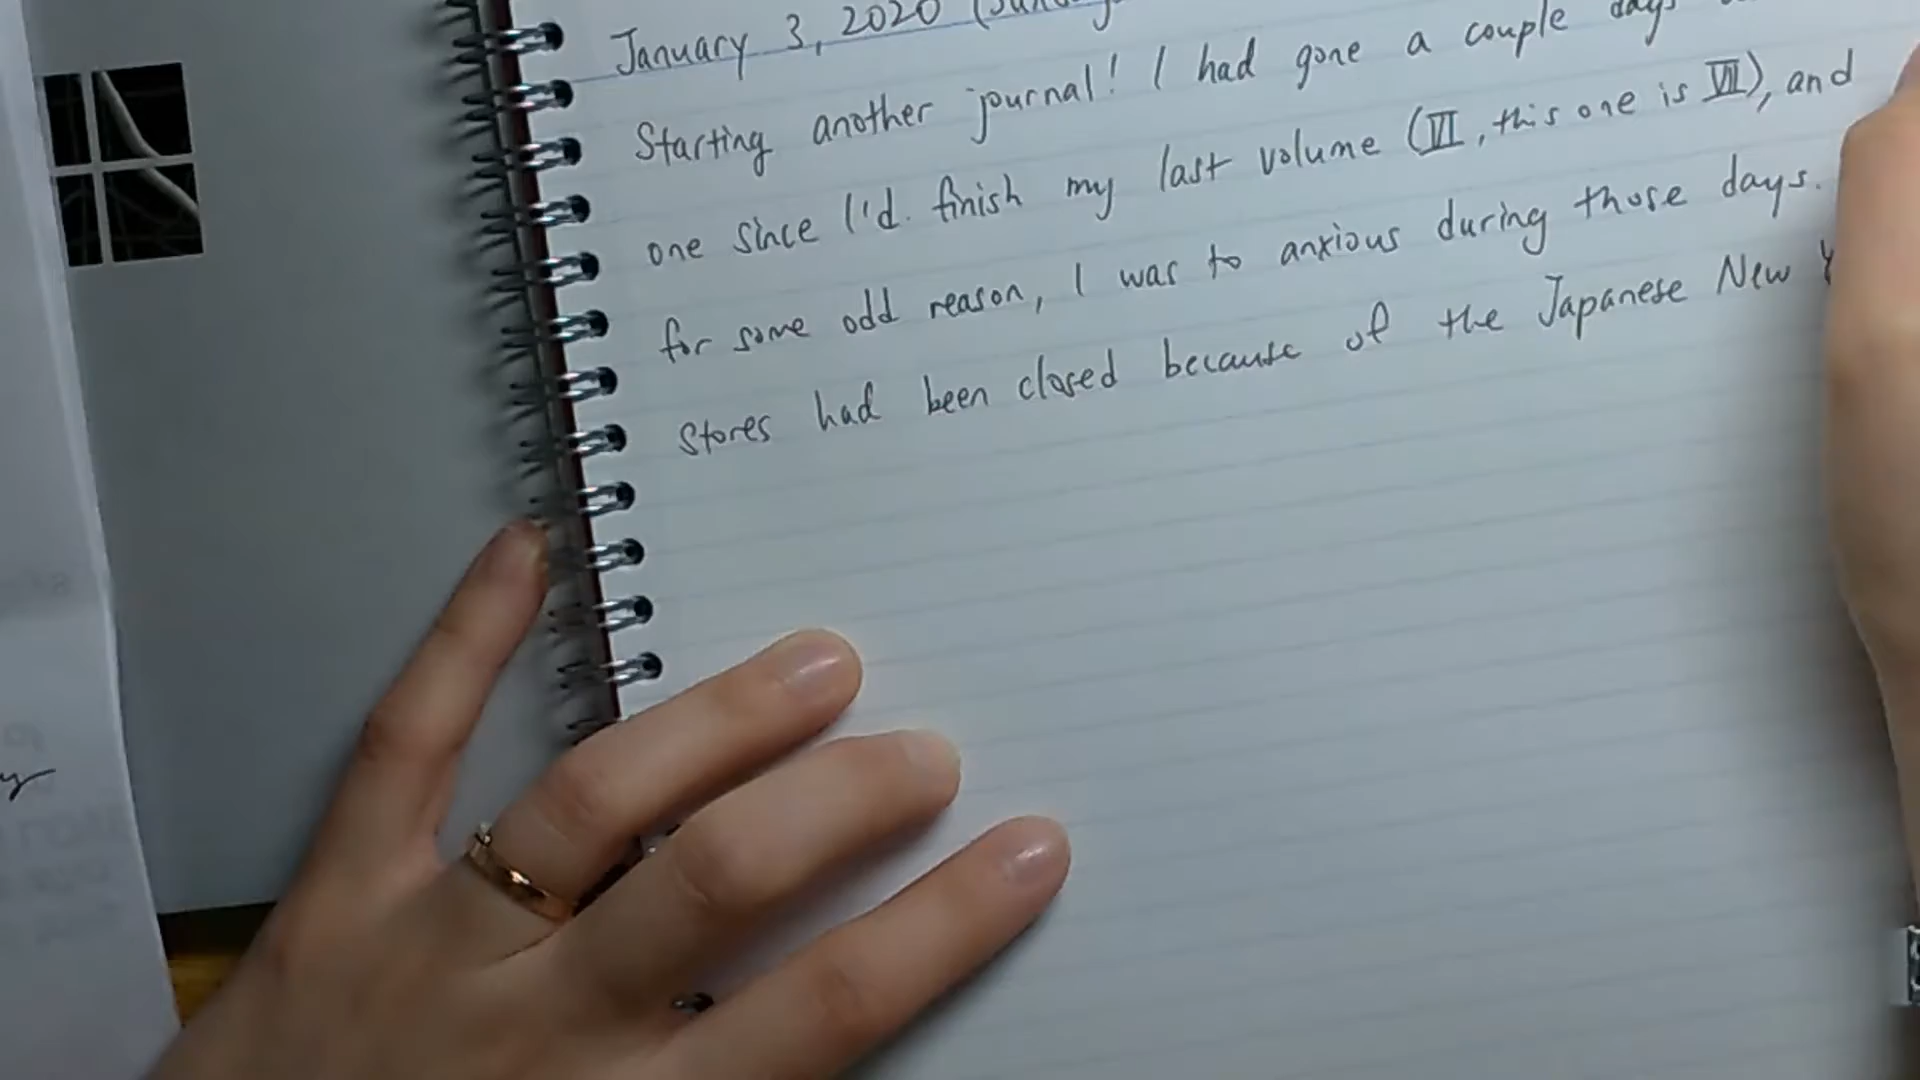 January 3, 2020
Starting another journal! I had gone a couple days
one since I'd. finish my last volume (VI, this one is VII), and
for some odd reason, I was to anxious during those days.
Stores had been closed because of the Japanese New